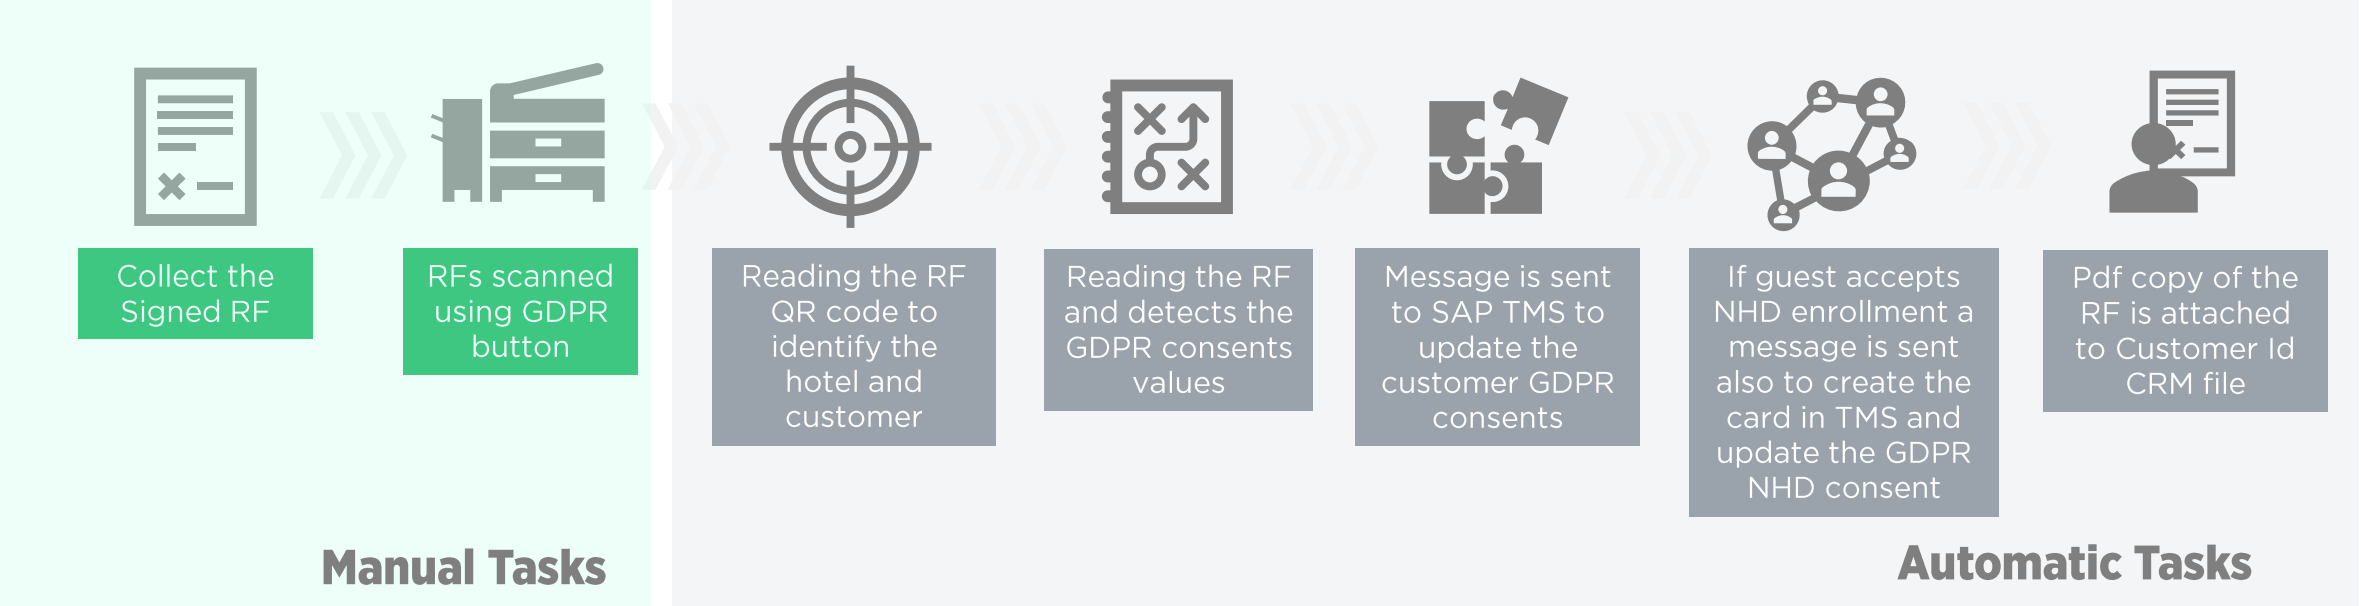 Collect the
Signed RF
RFs scanned
using GDPR
button
Reading the RF
QR code to
identify the
hotel and
customer
Reading the RF
and detects the
GDPR consents
values
Message is sent
to SAP TMS to
update the
customer GDPR
consents
If guest accepts
NHD enrollment a
message is sent
also to create the
card in TMS and
update the GDPR
NHD consent
Pdf copy of the
RF is attached
to Customer Id
CRM file
Manual Tasks
Automatic Tasks